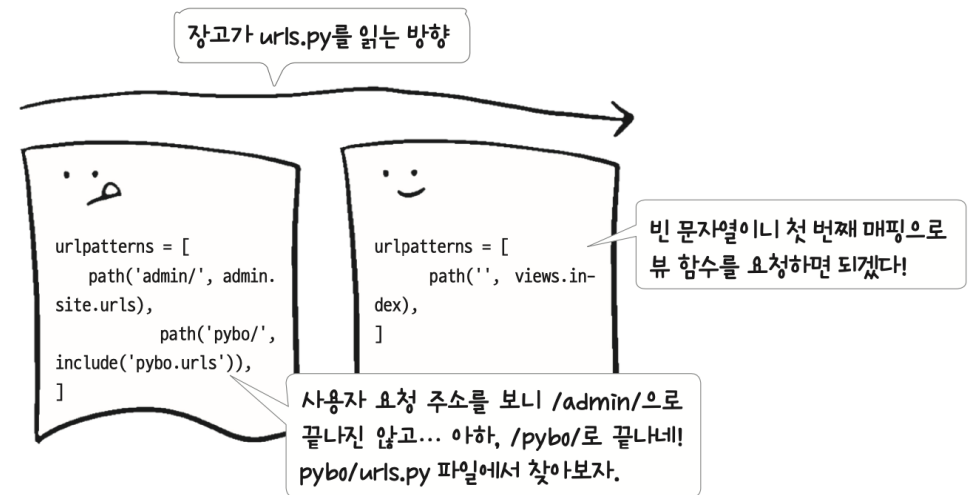 장고가 urls.py를 읽는 방향
urlpatterns = [
path('admin/', admin.
site.urls),
path('pybo/',
include('pybo.urls')),
]
urlpatterns = [
path('', views.in-
dex),
]
빈 문자열이니 첫 번째 매핑으로
뷰 함수를 요청하면 되겠다!
사용자 요청 주소를 보니 /admin/으로
끝나진 않고… 아하, /pybo/로 끝나네!
pybo/urls.py 파일에서 찾아보자.